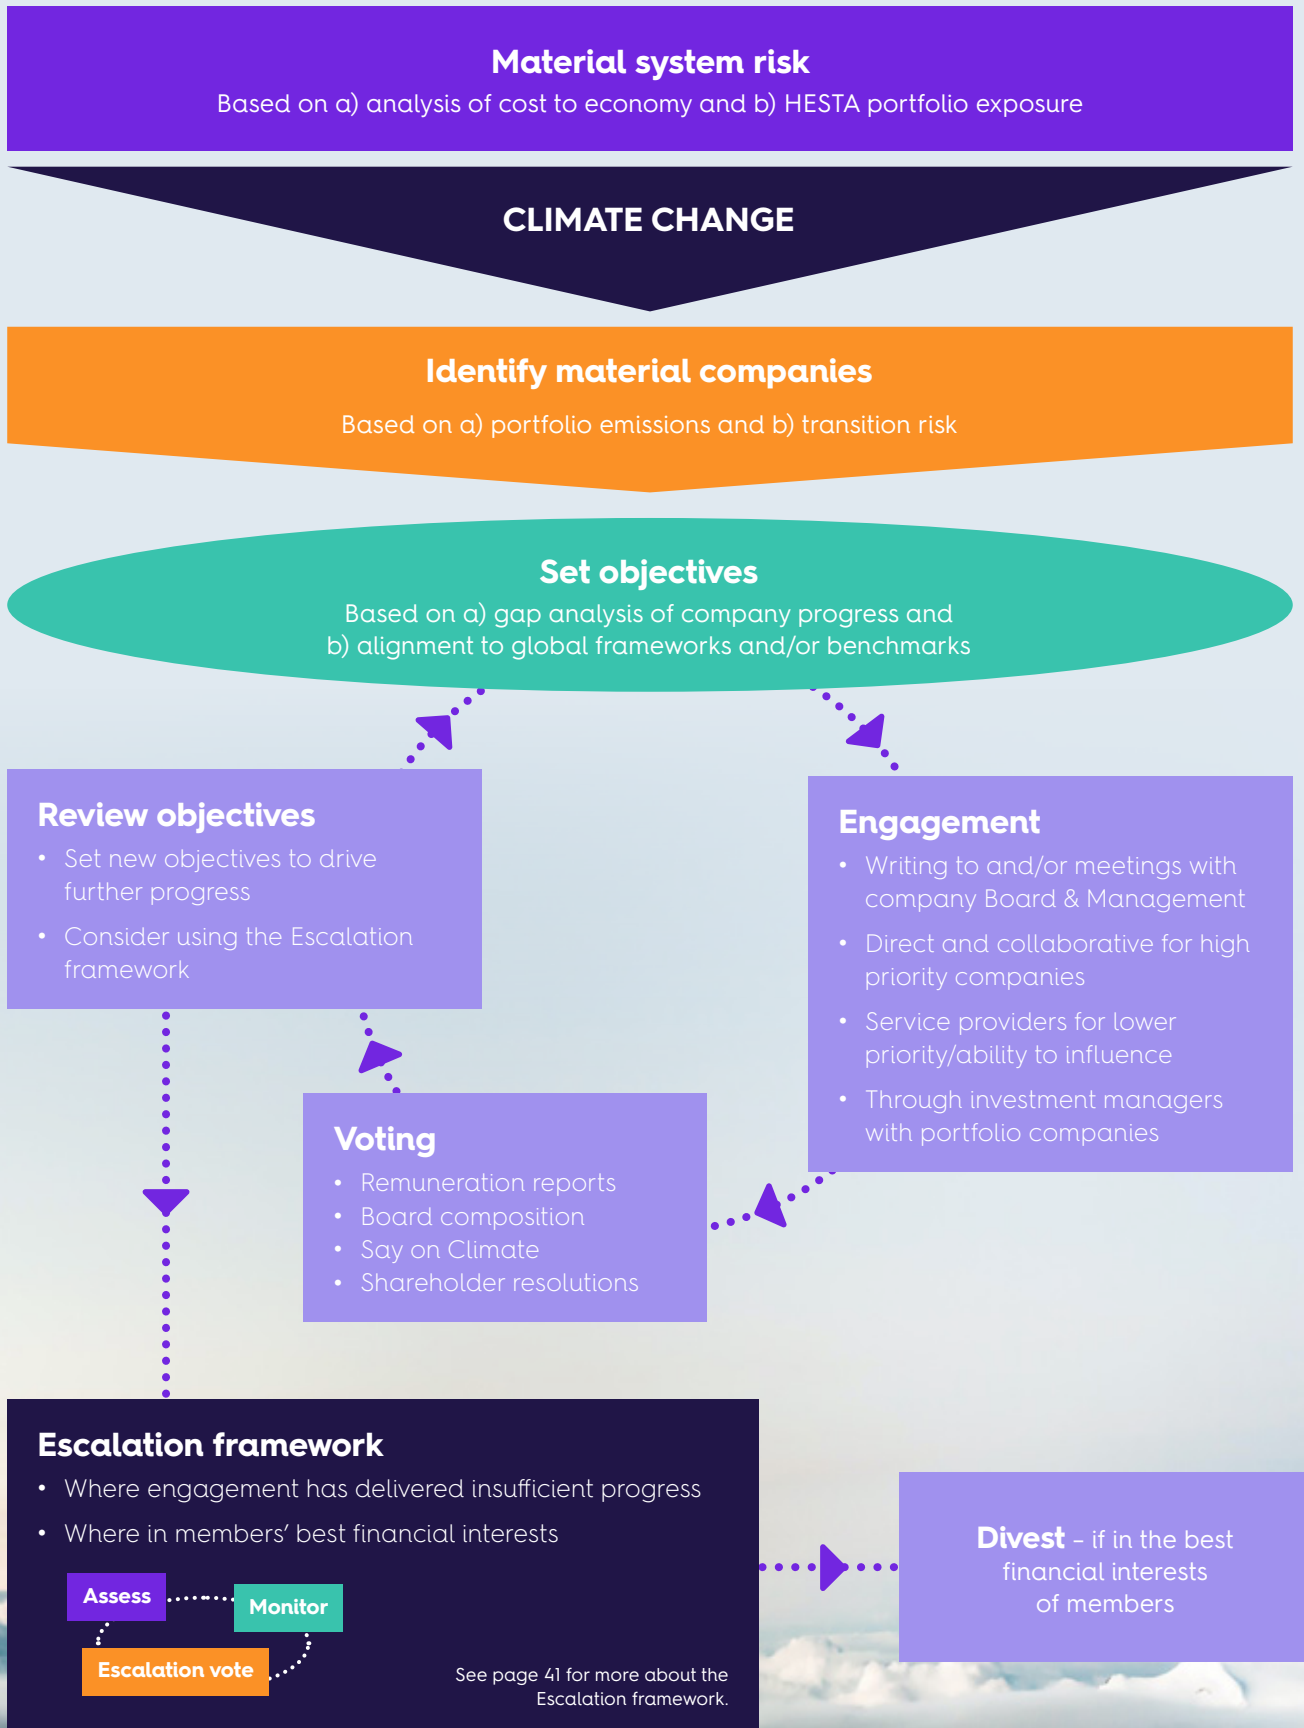 Material system risk
Based on a) analysis of cost to economy and b) HESTA portfolio exposure
CLIMATE CHANGE
Identify material companies
Based on a) portfolio emissions and b) transition risk
Set objectives
Based on a) gap analysis of company progress and
b) alignment to global frameworks and/or benchmarks
Review objectives
• Set new objectives to drive
further progress
• Consider using the Escalation
framework
Engagement
• Writing to and/or meetings with
company Board & Management
• Direct and collaborative for high
priority companies
• Service providers for lower
priority/ability to influence
• Through investment managers
with portfolio companies
Voting
• Remuneration reports
• Board composition
• Say on Climate
• Shareholder resolutions
Escalation framework
• Where engagement has delivered insufficient progress
• Where in members’ best financial interests
Assess
Monitor
Escalation vote
See page 41 for more about the
Escalation framework.
Divest – if in the best
financial interests
of members